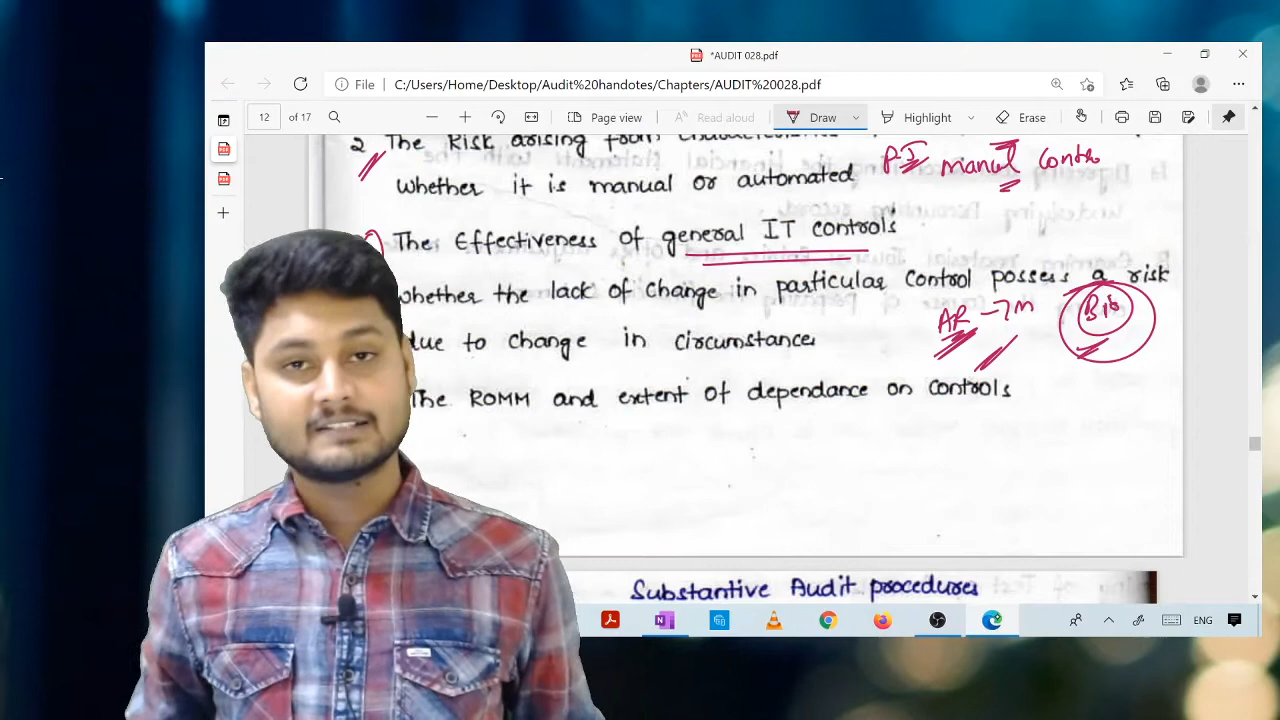 *AUDIT 028.pdf
File C:/Users/Home/Desktop/Audit%20handotes/Chapters/AUDIT%20028.pdf
12 of 17 Page view Read aloud Draw Highlight Erase
2 The Risk arising from
whether it is manual or automated
manual Contro
The Effectiveness of general IT controls
whether the lack of change in particular control possess a risk
AR → M
due to change in circumstances
The ROMM and extent of dependance on controls
Substantive Audit procedures
ENG